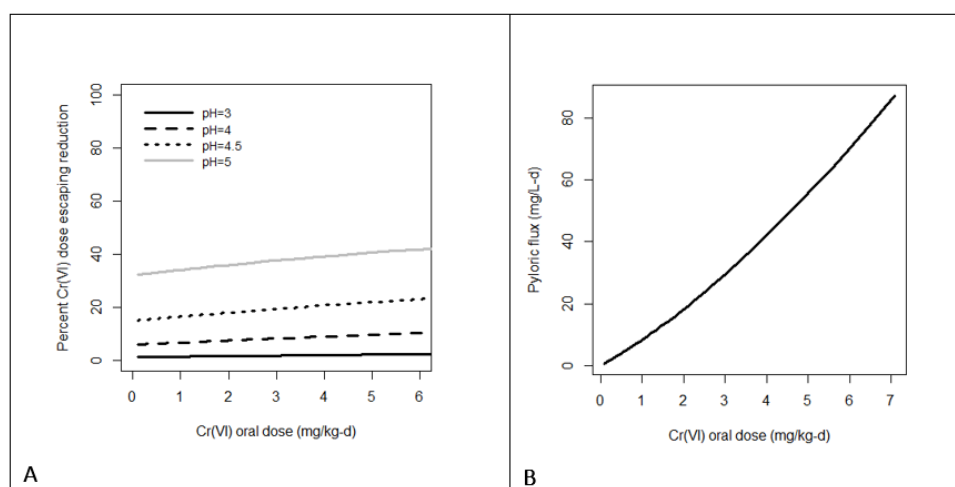 100
80
60
40
20
0
Percent Cr(VI) dose escaping reduction
pH=3
pH=4
pH=4.5
pH=5
0 1 2 3 4 5 6
Cr(VI) oral dose (mg/kg-d)
A
80
60
40
20
0
Pyloric flux (mg/L-d)
0 1 2 3 4 5 6 7
Cr(VI) oral dose (mg/kg-d)
B